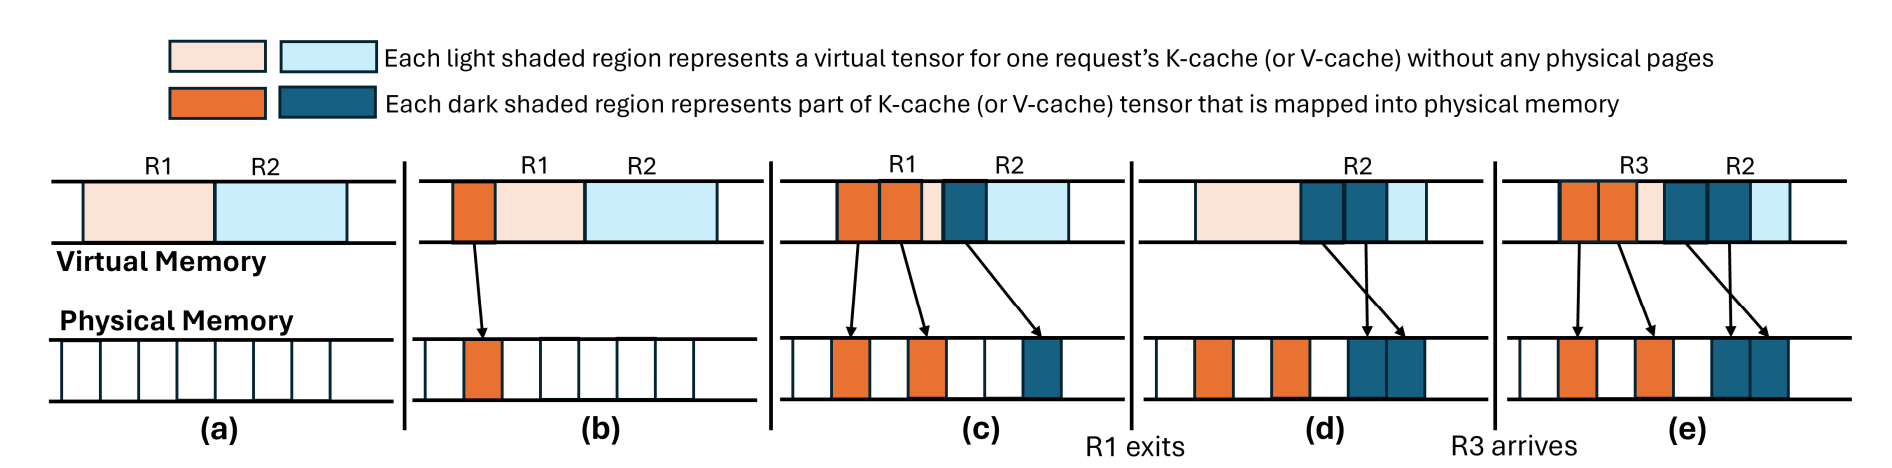 Each light shaded region represents a virtual tensor for one request's K-cache (or V-cache) without any physical pages
Each dark shaded region represents part of K-cache (or V-cache) tensor that is mapped into physical memory
R1 R2
R1 R2
R1 R2
R2
R3 R2
Virtual Memory
Physical Memory
(a)
(b)
(c)
R1 exits
(d)
R3 arrives
(e)